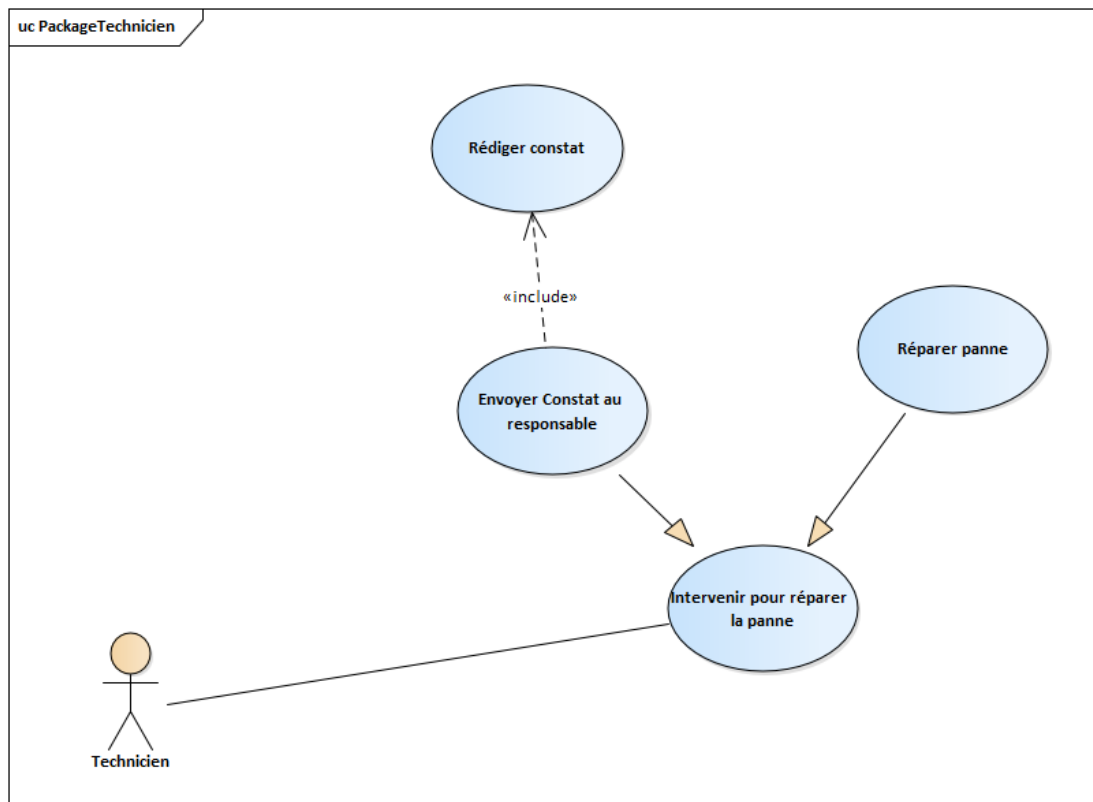 uc PackageTechnicien
Rédiger constat
«include»
Réparer panne
Envoyer Constat au
responsable
Intervenir pour réparer
la panne
Technicien